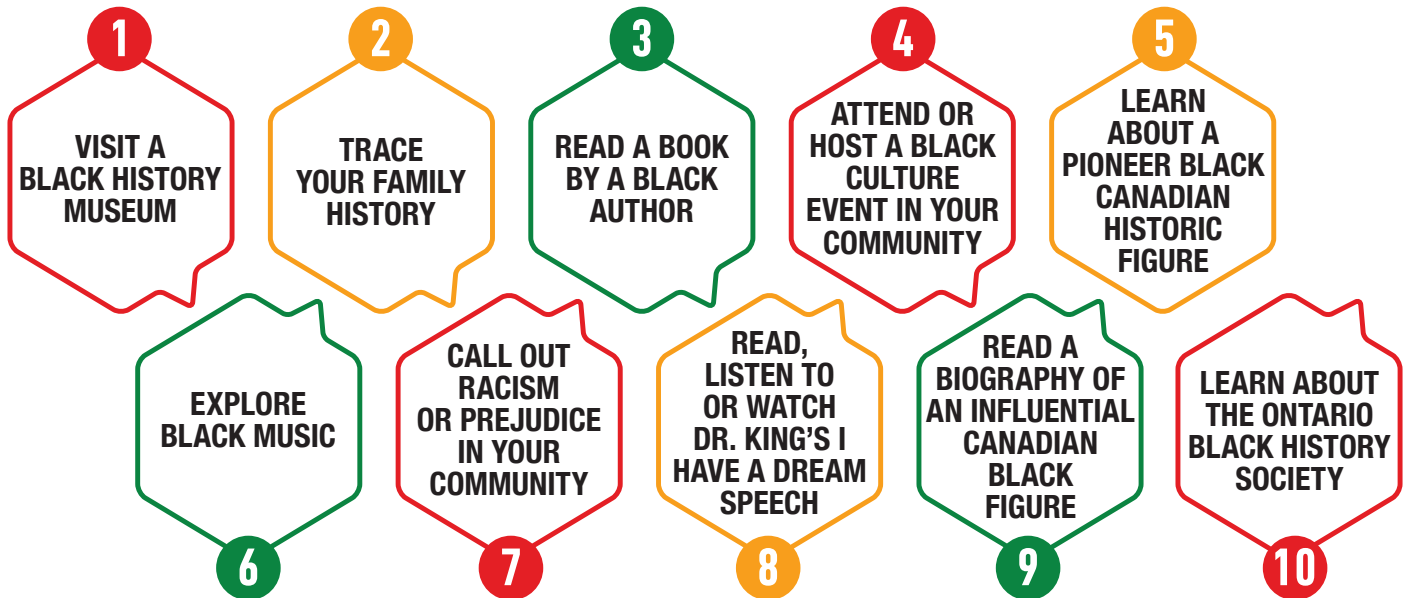 1
VISIT A
BLACK HISTORY
MUSEUM
2
TRACE
YOUR FAMILY
HISTORY
3
READ A BOOK
BY A BLACK
AUTHOR
4
ATTEND OR
HOST A BLACK
CULTURE
EVENT IN YOUR
COMMUNITY
5
LEARN
ABOUT A
PIONEER BLACK
CANADIAN
HISTORIC
FIGURE
EXPLORE
BLACK MUSIC
6
CALL OUT
RACISM
OR PREJUDICE
IN YOUR
COMMUNITY
7
READ,
LISTEN TO
OR WATCH
DR. KING’S I
HAVE A DREAM
SPEECH
8
READ A
BIOGRAPHY OF
AN INFLUENTIAL
CANADIAN
BLACK
FIGURE
9
LEARN ABOUT
THE ONTARIO
BLACK HISTORY
SOCIETY
10